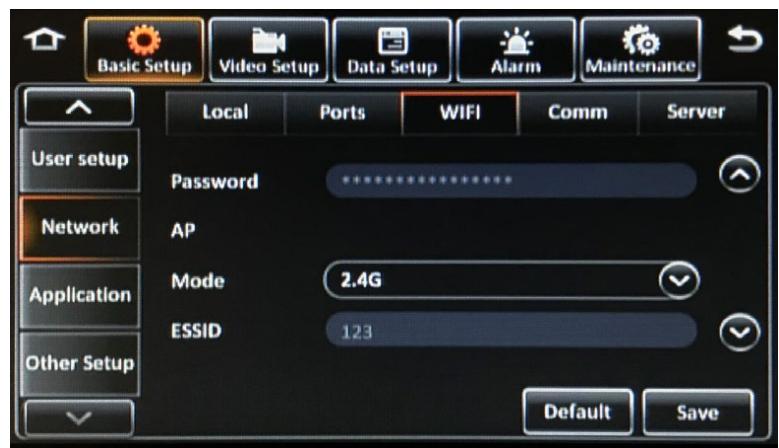 Basic Setup Video Setup Data Setup Alarm Maintenance
Local Ports WIFI Comm Server
User setup
Password ****************
Network
AP
Mode 2.4G
Application
ESSID 123
Other Setup
Default Save